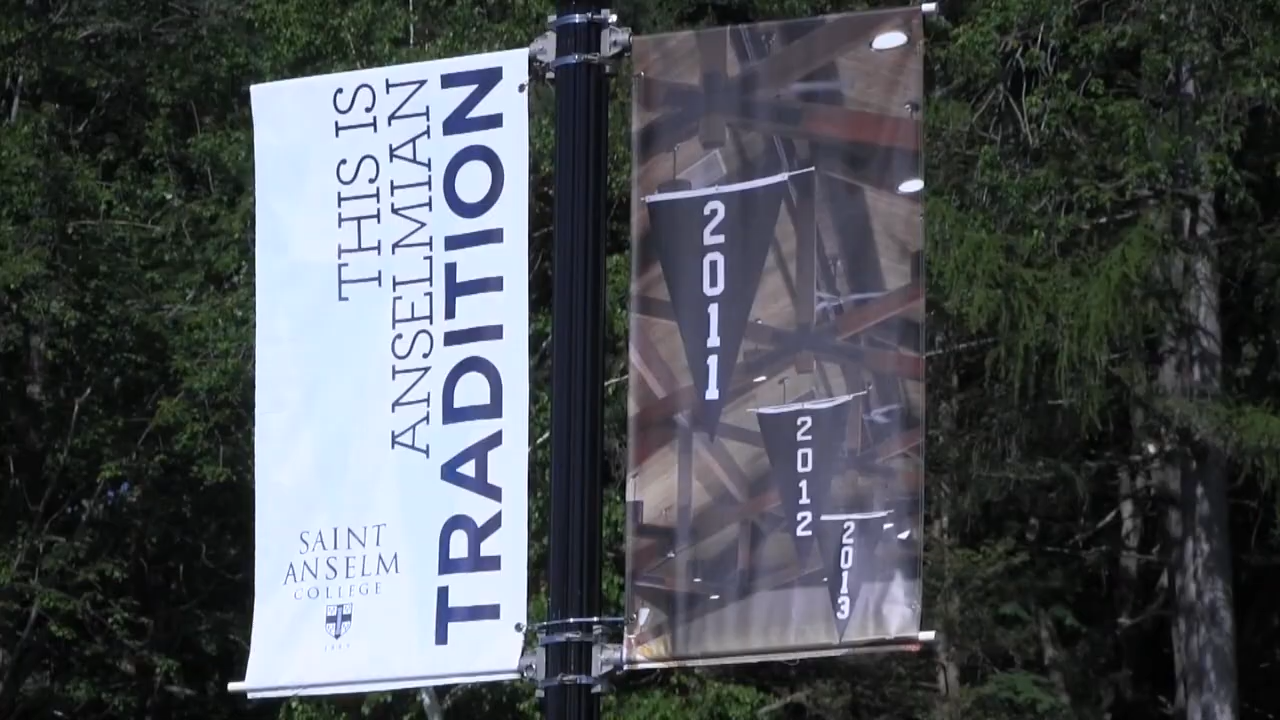 THIS IS
ANSELMIAN
TRADITION
SAINT
ANSELM
COLLEGE
2011
2012
2013